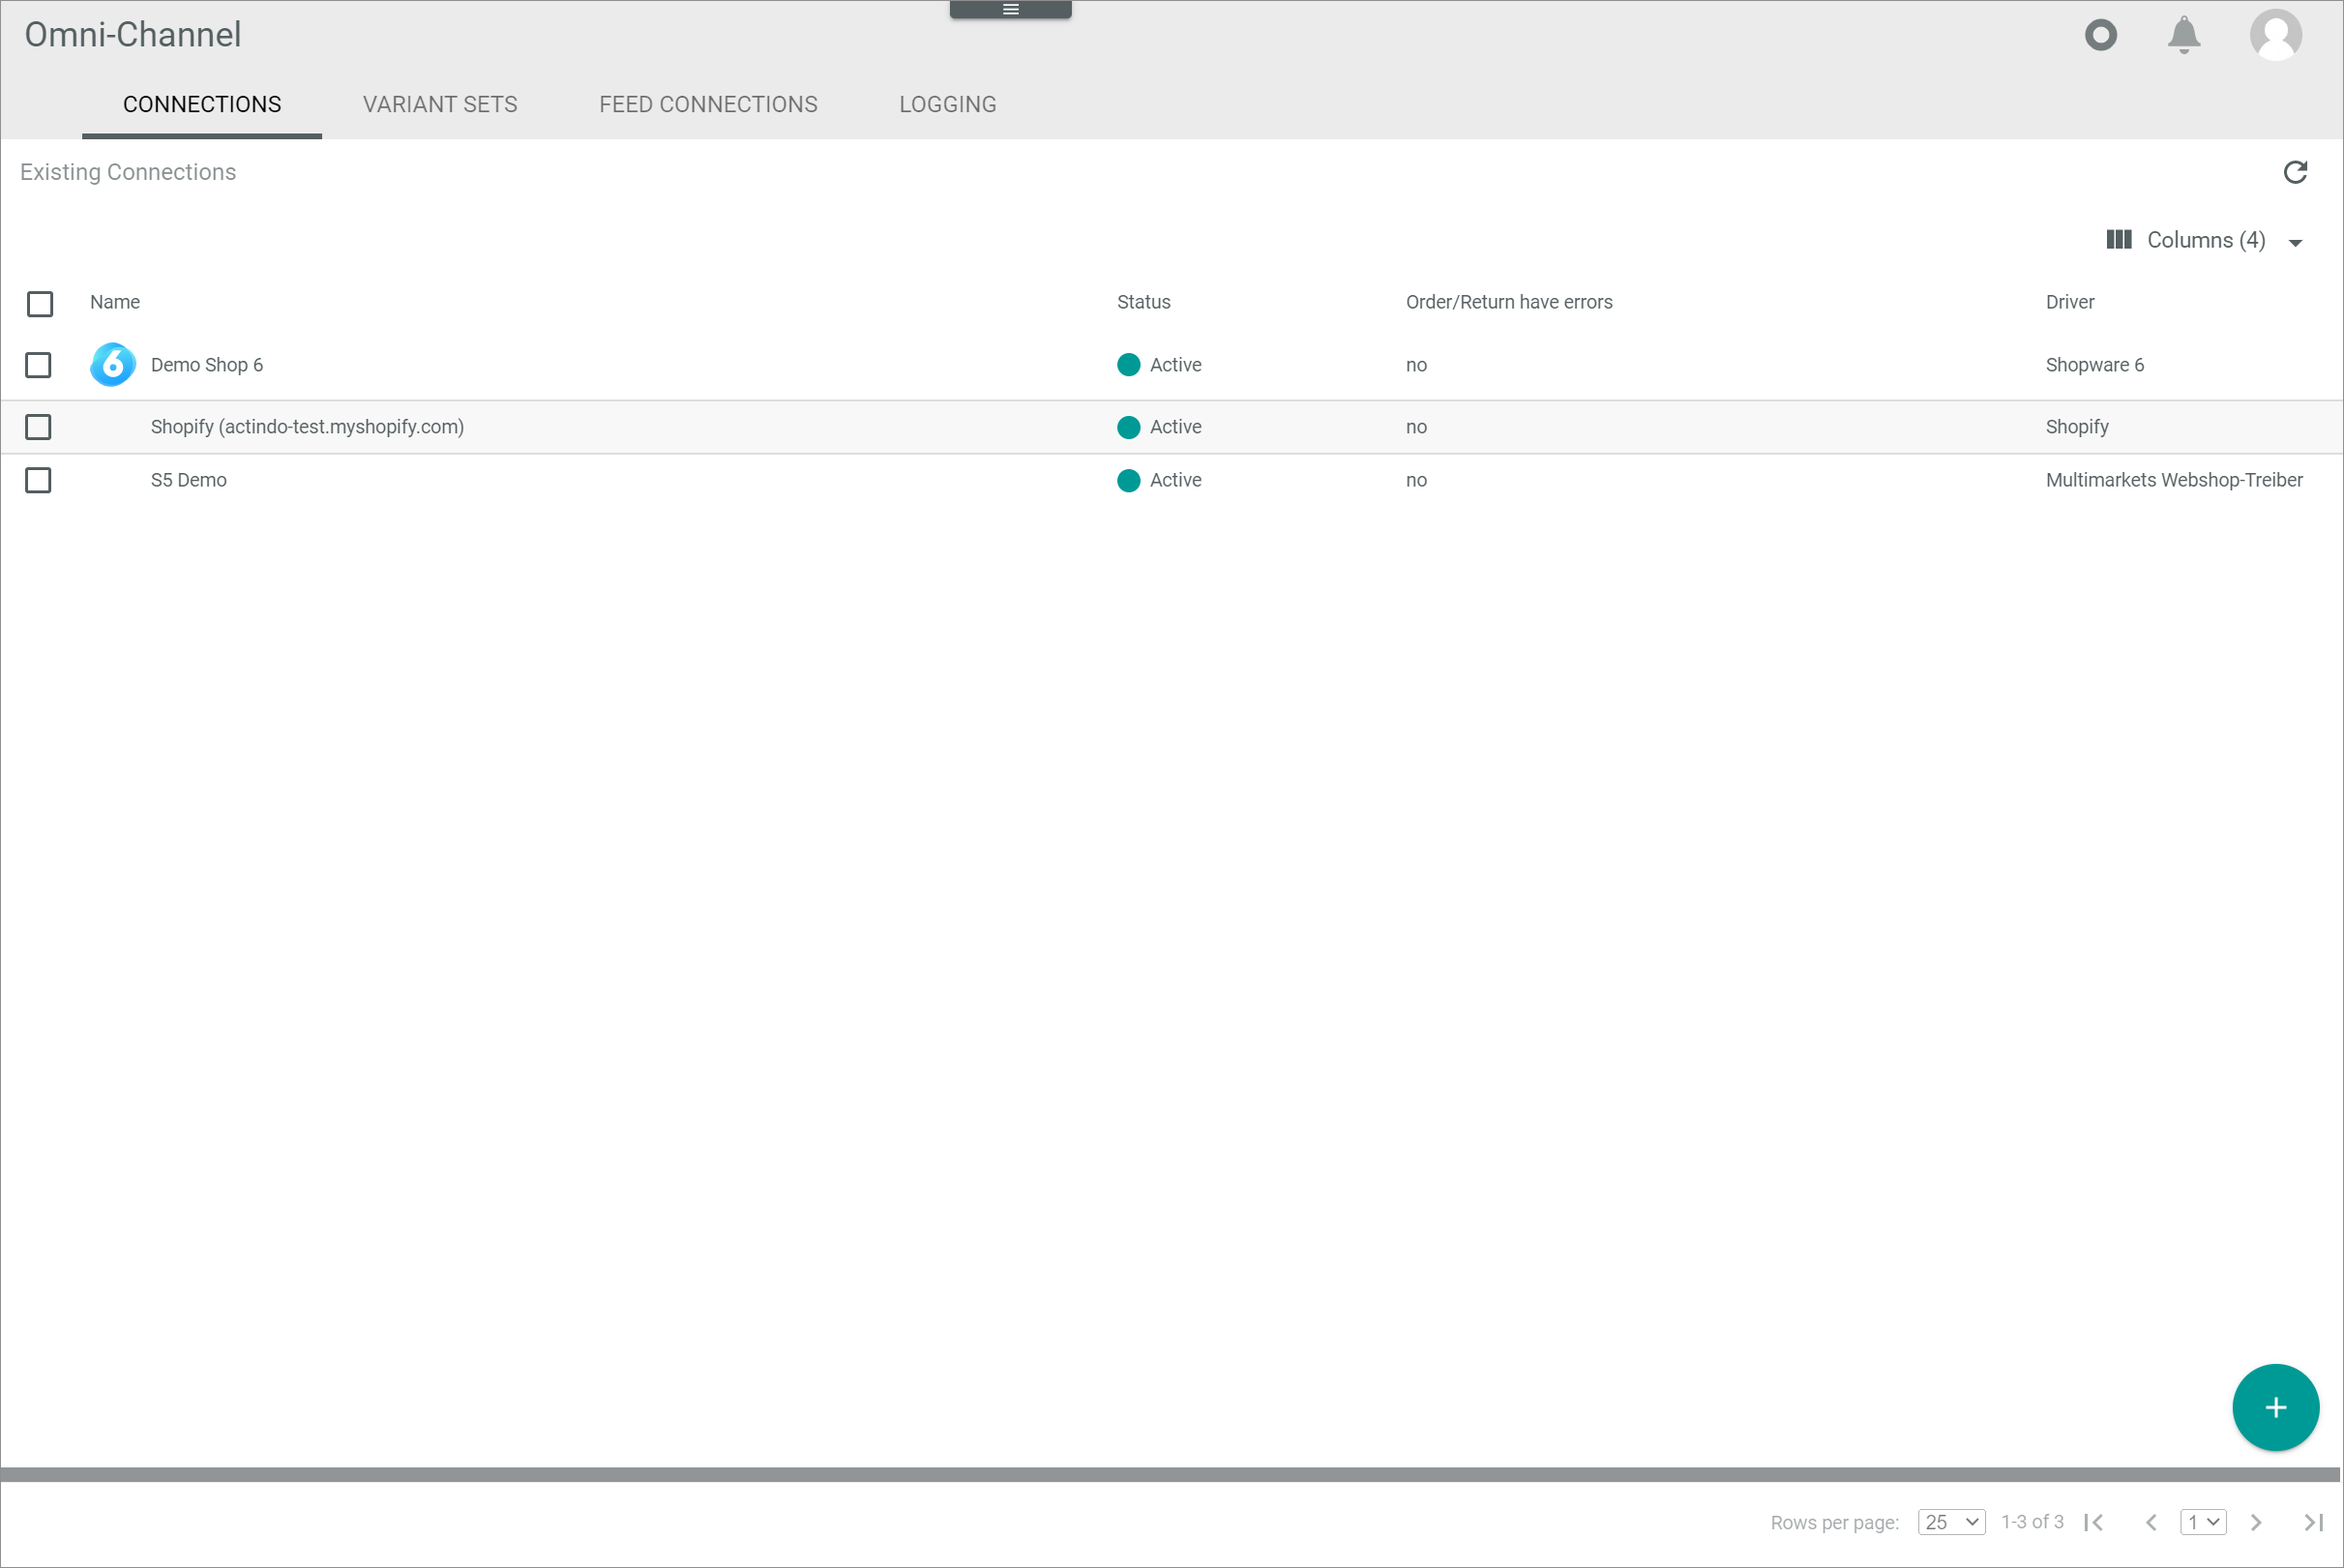 Omni-Channel
CONNECTIONS VARIANT SETS FEED CONNECTIONS LOGGING
Existing Connections
Columns (4)
Name Status Order/Return have errors Driver
6 Demo Shop 6 Active no Shopware 6
Shopify (actindo-test.myshopify.com) Active no Shopify
S5 Demo Active no Multimarkets Webshop-Treiber
Rows per page: 25 1-3 of 3 1